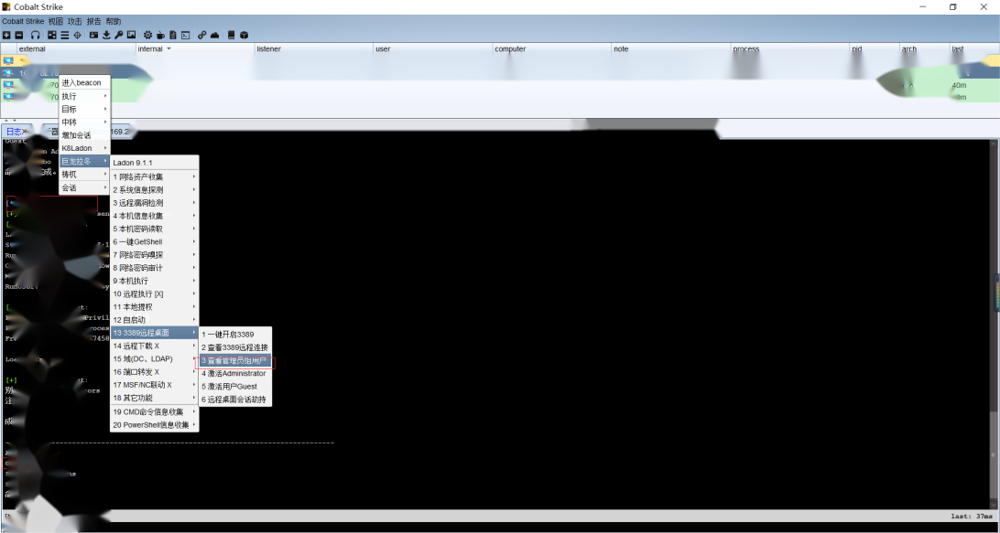 Cobalt Strike
Cobalt Strike 视图 攻击 报告 帮助
external internal listener user computer note process pid arch last
40m
日志X
169.2
进入beacon
执行
目标
中转
增加会话
K8Ladon
巨龙拉冬
梼杌
会话
Ladon 9.1.1
1 网络资产收集
2 系统信息探测
3 远程漏洞检测
4 本机信息收集
5 本机密码读取
6 一键GetShell
7 网络密码嗅探
8 网络密码审计
9 本机执行
10 远程执行 [X]
11 本地提权
12 自启动
13 3389远程桌面
14 远程下载 X
15 域(DC、LDAP)
16 端口转发 X
17 MSF/NC联动 X
18 其它功能
19 CMD命令信息收集
20 PowerShell信息收集
1 一键开启3389
2 查看3389远程连接
3 查看管理员组用户
4 激活Administrator
5 激活用户Guest
6 远程桌面会话劫持
Guest
[+]
-----------------------------------------------------------------
last: 37ms